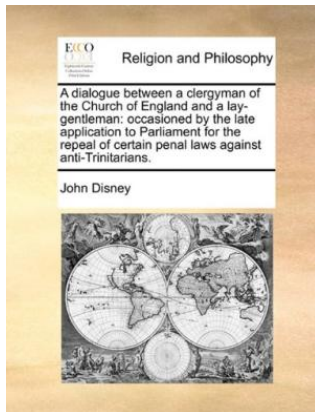 ECCO
Religion and Philosophy
A dialogue between a clergyman of
the Church of England and a lay-
gentleman: occasioned by the late
application to Parliament for the
repeal of certain penal laws against
anti-Trinitarians.
John Disney